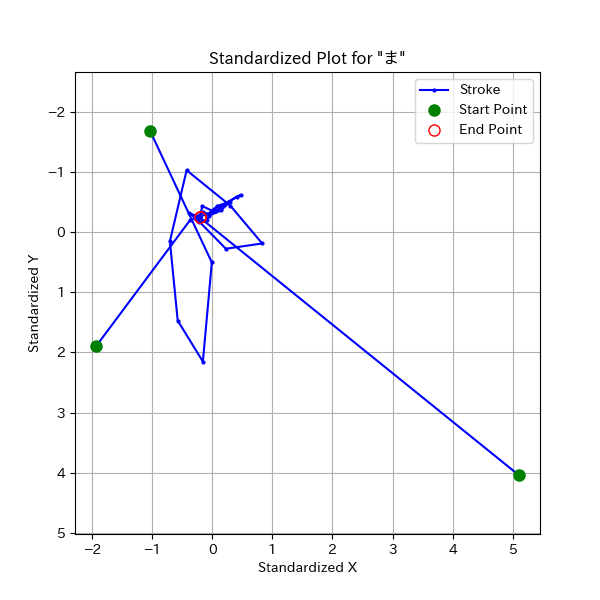 Standardized Plot for "ま"
Stroke
Start Point
End Point
Standardized Y
−2
−1
0
1
2
3
4
5
−2 −1 0 1 2 3 4 5
Standardized X